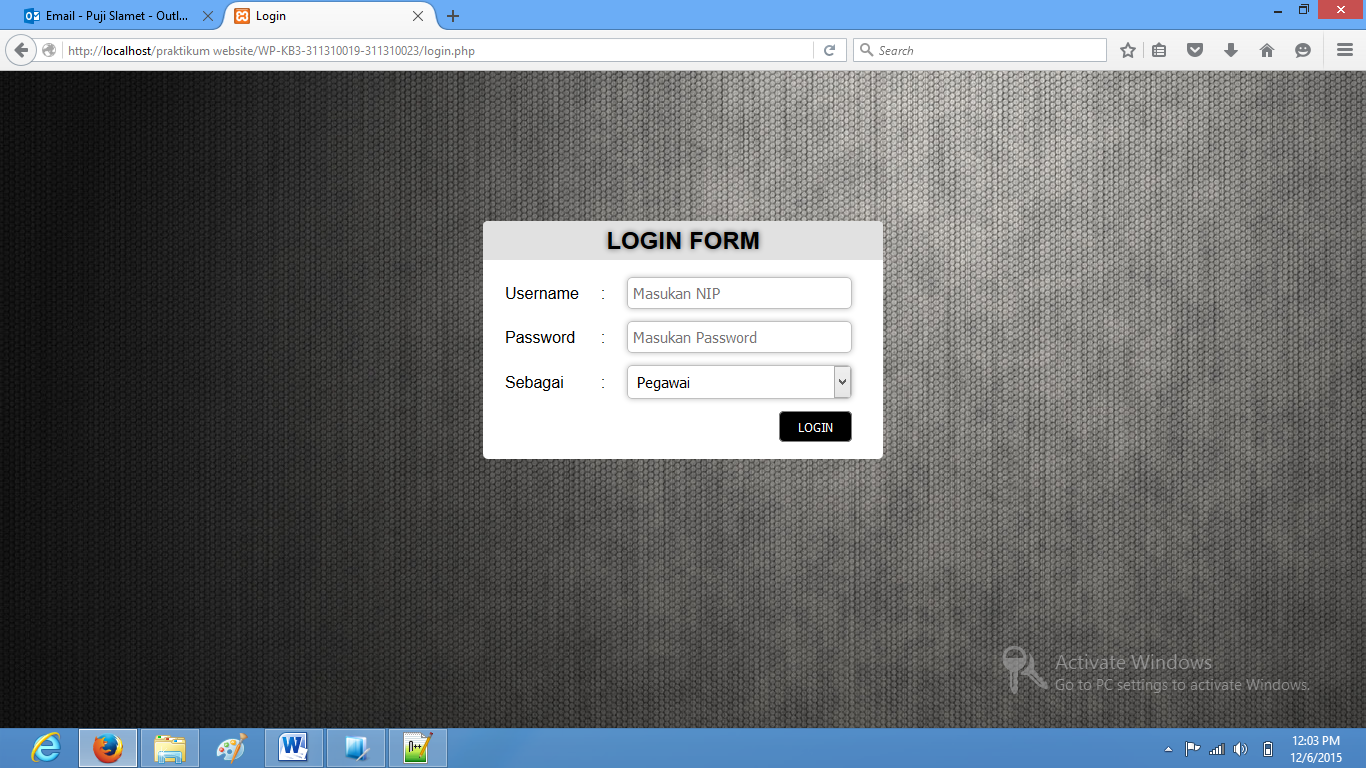 Email - Puji Slamet - Outl...
Login
http://localhost/praktikum website/WP-KB3-311310019-311310023/login.php
Search
LOGIN FORM
Username : Masukan NIP
Password : Masukan Password
Sebagai : Pegawai
LOGIN
Activate Windows
Go to PC settings to activate Windows.
12:03 PM
12/6/2015